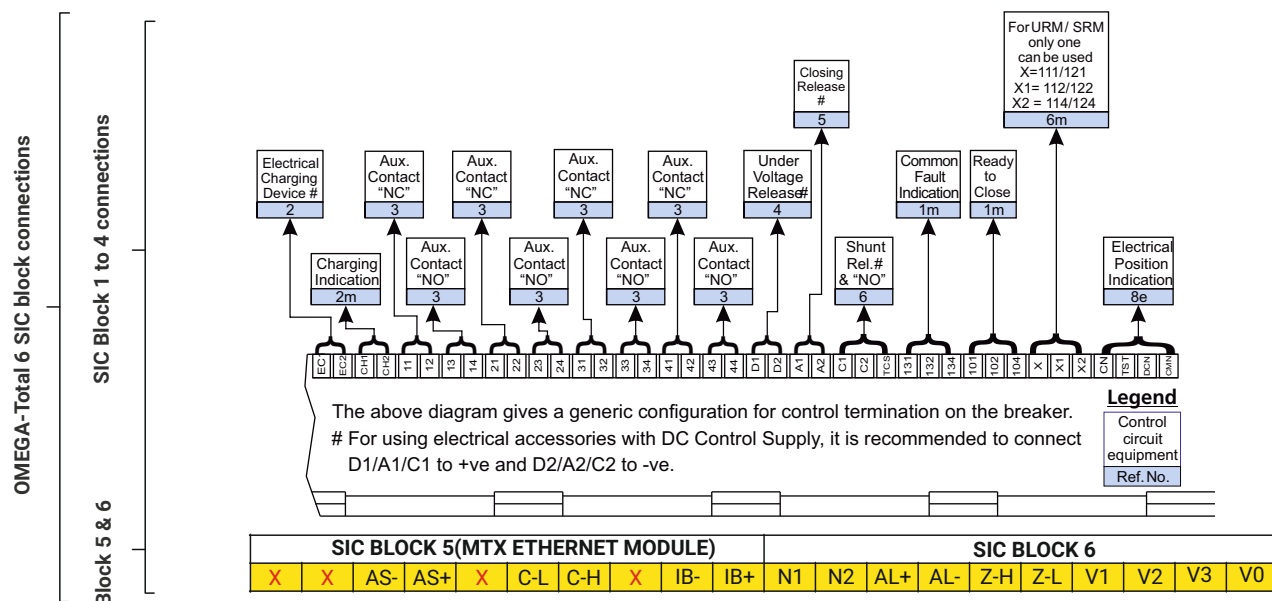 OMEGA-Total 6 SIC block connections
SIC Block 1 to 4 connections
Block 5 & 6
For URM/ SRM
only one
can be used
X=111/121
X1= 112/122
X2 = 114/124
6m
Closing
Release
#
5
Electrical
Charging
Device #
2
Aux.
Contact
“NC”
3
Aux.
Contact
“NC”
3
Aux.
Contact
“NC”
3
Aux.
Contact
“NC”
3
Under
Voltage
Release#
4
Common
Fault
Indication
1m
Ready
to
Close
1m
Charging
Indication
2m
Aux.
Contact
“NO”
3
Aux.
Contact
“NO”
3
Aux.
Contact
“NO”
3
Aux.
Contact
“NO”
3
Shunt
Rel.#
& “NO”
6
Electrical
Position
Indication
8e
EC EC2 CH1 CH2 11 12 13 14 21 22 23 24 31 32 33 34 41 42 43 44 D1 D2 A1 A2 C1 C2 TCS 131 132 134 101 102 104 X X1 X2 CN TST DCN CMN
The above diagram gives a generic configuration for control termination on the breaker.
# For using electrical accessories with DC Control Supply, it is recommended to connect
D1/A1/C1 to +ve and D2/A2/C2 to -ve.
Legend
Control
circuit
equipment
Ref.No.
SIC BLOCK 5(MTX ETHERNET MODULE) SIC BLOCK 6
X X AS- AS+ X C-L C-H X IB- IB+ N1 N2 AL+ AL- Z-H Z-L V1 V2 V3 V0